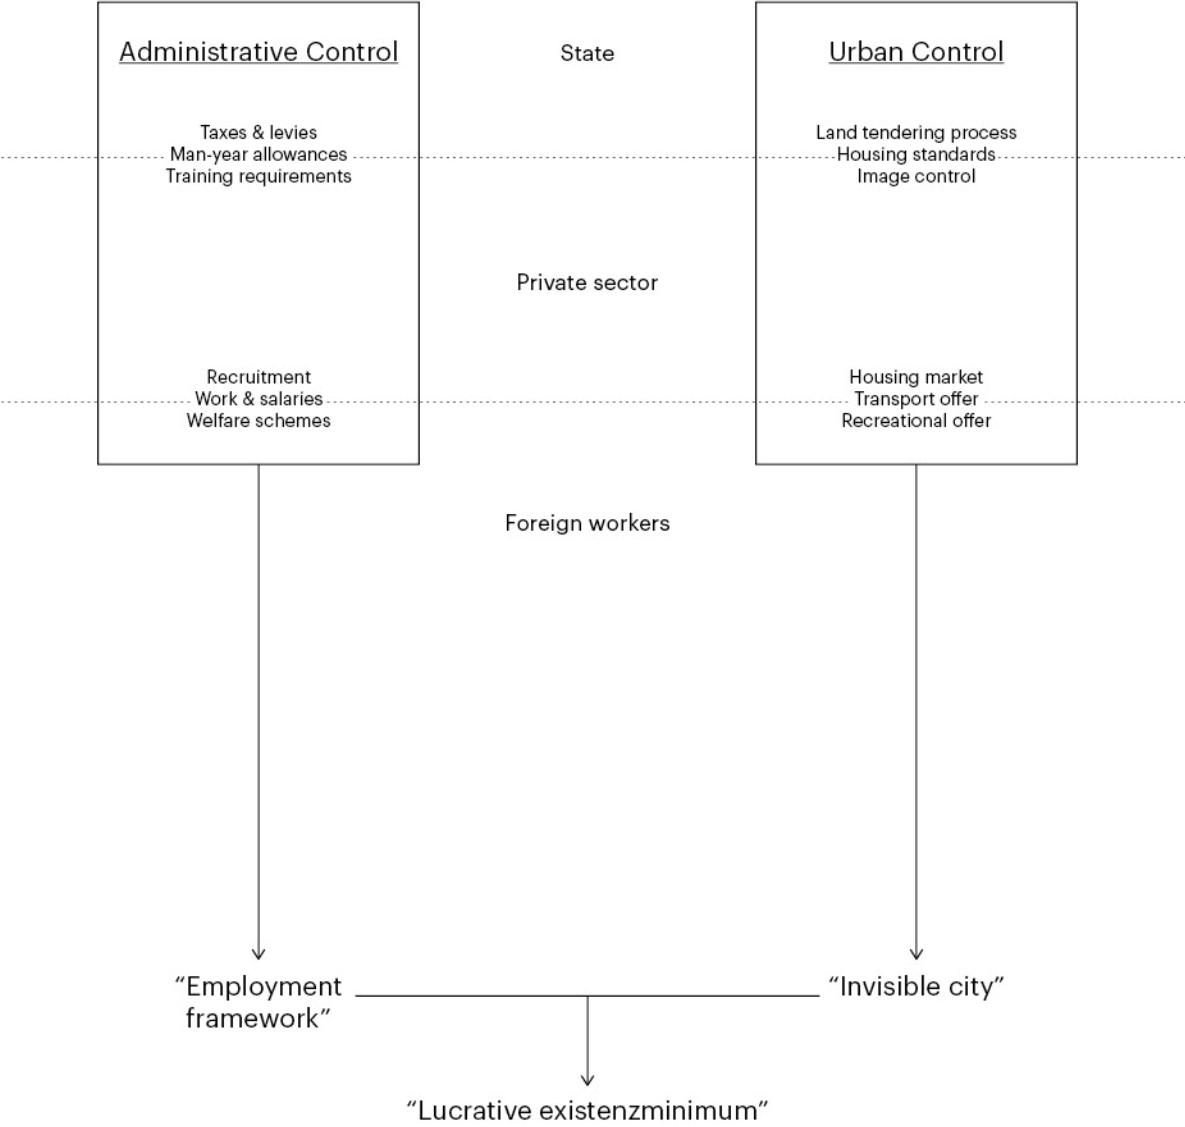 Administrative Control
State
Urban Control
Taxes & levies
Man-year allowances
Training requirements
Land tendering process
Housing standards
Image control
Private sector
Recruitment
Work & salaries
Welfare schemes
Housing market
Transport offer
Recreational offer
Foreign workers
“Employment
framework”
“Invisible city”
“Lucrative existenzminimum”